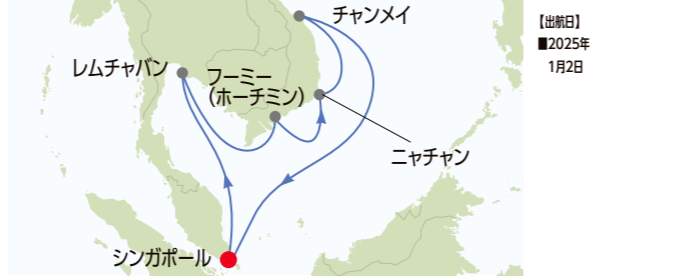 チャンメイ
レムチャバン
フーミー
（ホーチミン）
ニャチャン
シンガポール
【出航日】
■2025年
1月2日